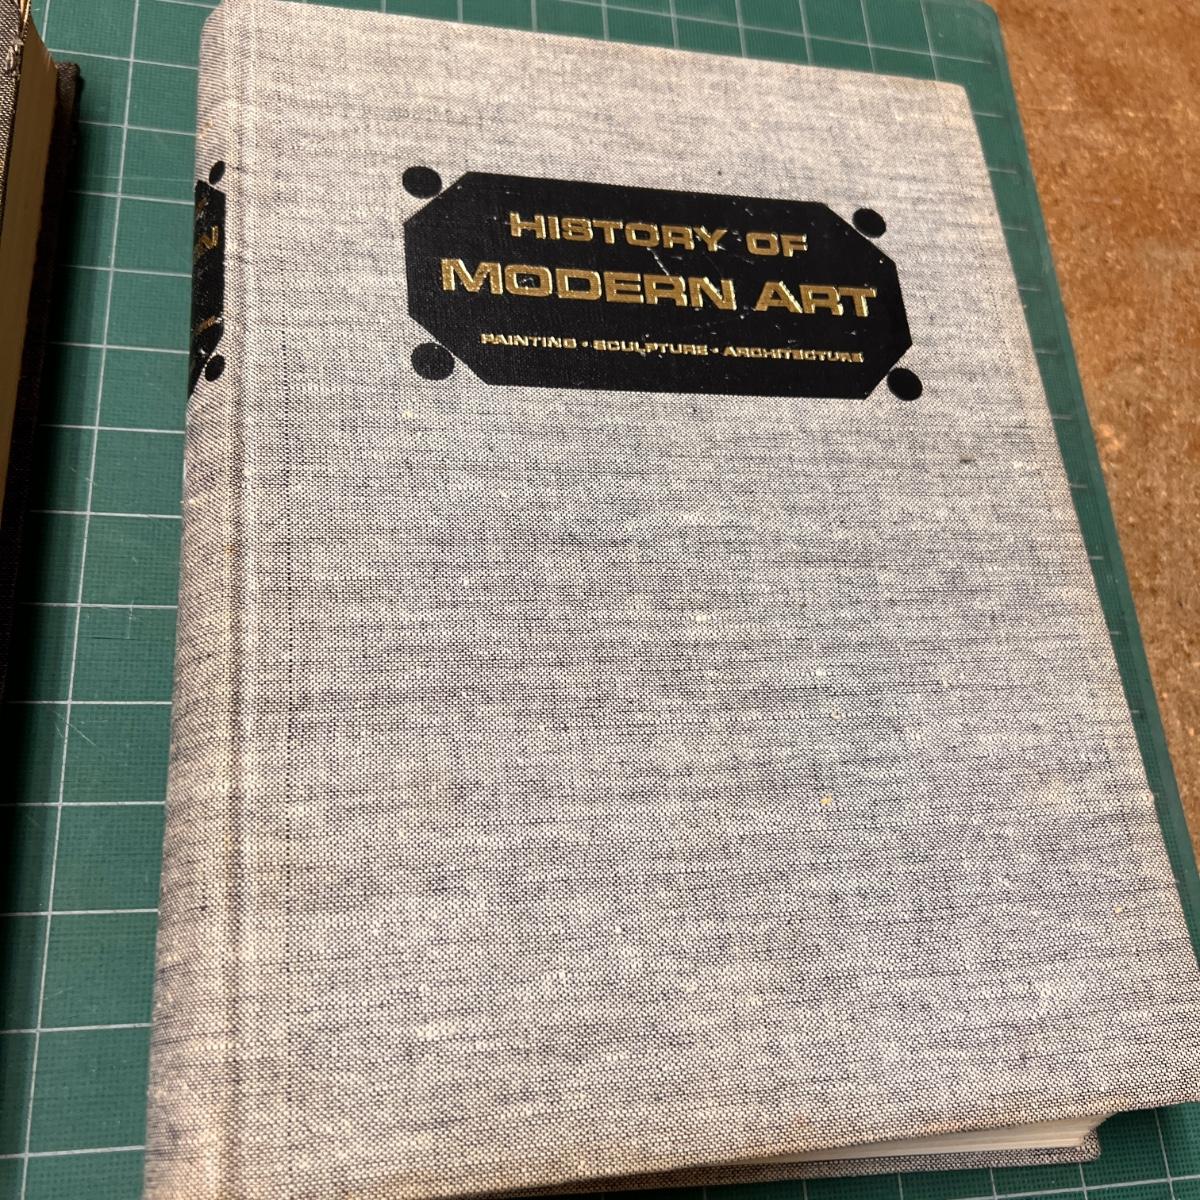 HISTORY OF
MODERN ART
PAINTING • SCULPTURE • ARCHITECTURE